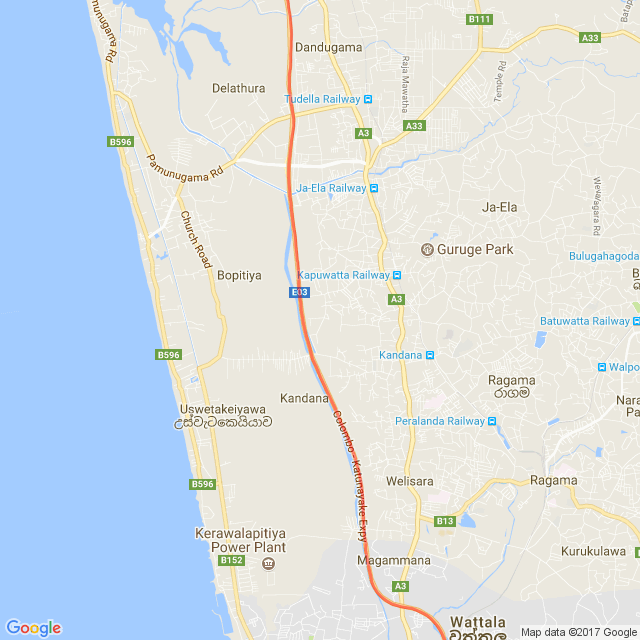 Pamunugama Rd
Dandugama
B111
A33
Delathura
Raja Mawatha
Temple Rd
Tudella Railway
A3
A33
B596
Pamunugama Rd
Ja-Ela Railway
Ja-Ela
Church Road
Guruge Park
Bulugahagoda
Bopitiya
Kapuwatta Railway
E03
A3
Batuwatta Railway
B596
Kandana
Walpo
Ragama
රාගම
Kandana
Uswetakeiyawa
උස්වැටකෙයියාව
Colombo - Katunayake Expy
Peralanda Railway
Nara
Welisara
Ragama
B596
B13
Kerawalapitiya
Power Plant
B152
Magammana
Kurukulawa
A3
Wattala
වත්තල
Google
Map data ©2017 Google